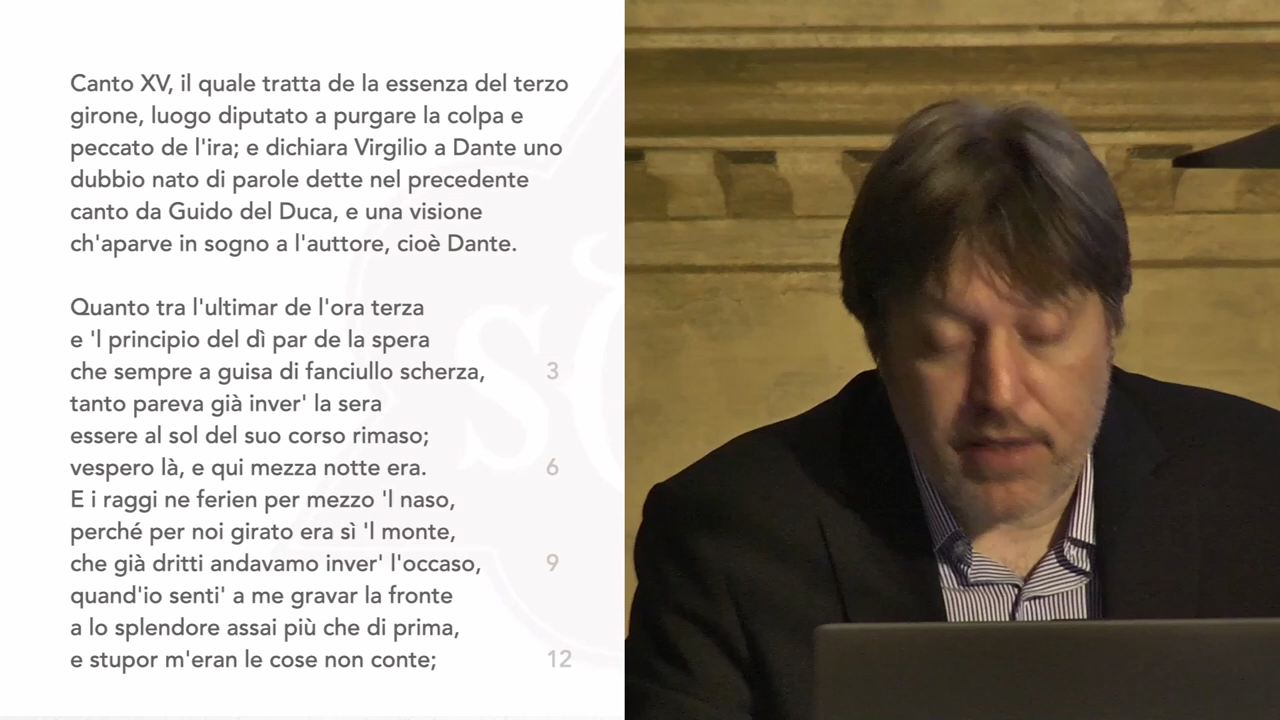 Canto XV, il quale tratta de la essenza del terzo
girone, luogo diputato a purgare la colpa e
peccato de l'ira; e dichiara Virgilio a Dante uno
dubbio nato di parole dette nel precedente
canto da Guido del Duca, e una visione
ch'aparve in sogno a l'auttore, cioè Dante.
Quanto tra l'ultimar de l'ora terza
e 'l principio del dì par de la spera
che sempre a guisa di fanciullo scherza, 3
tanto pareva già inver' la sera
essere al sol del suo corso rimaso;
vespero là, e qui mezza notte era. 6
E i raggi ne ferien per mezzo 'l naso,
perché per noi girato era sì 'l monte,
che già dritti andavamo inver' l'occaso, 9
quand'io senti' a me gravar la fronte
a lo splendore assai più che di prima,
e stupor m'eran le cose non conte; 12